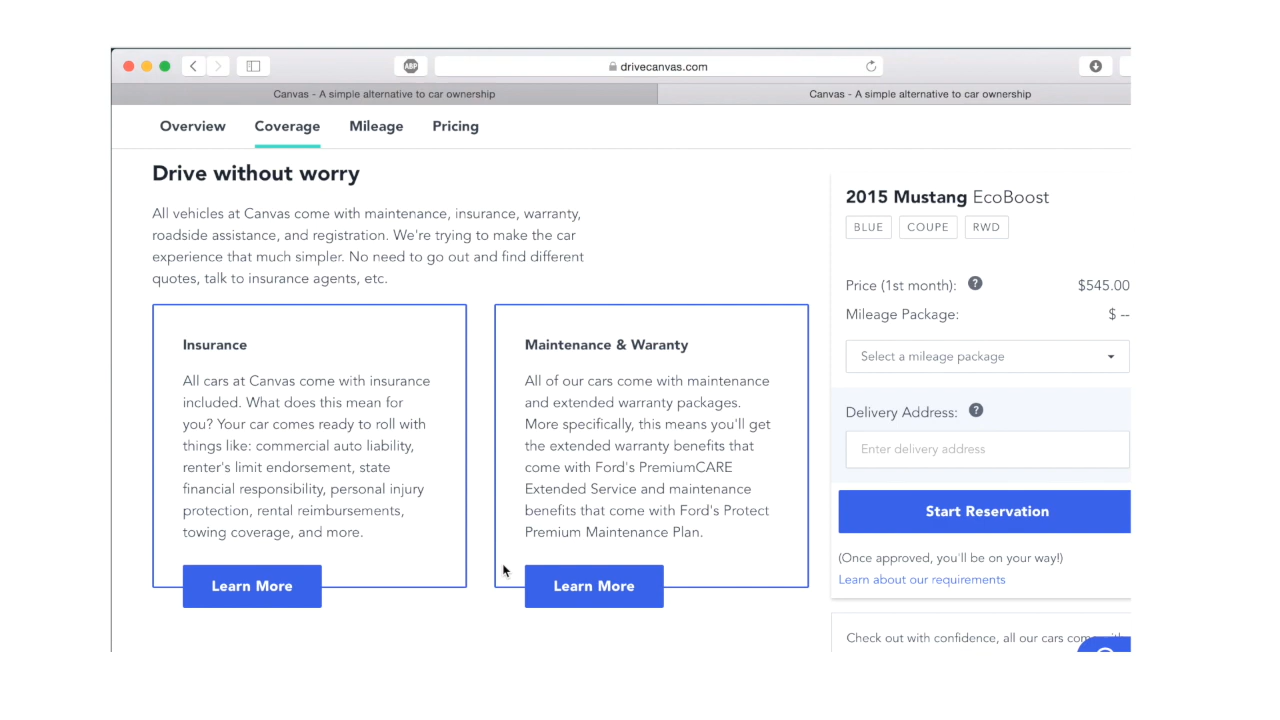 ABP
drivecanvas.com
Canvas - A simple alternative to car ownership
Canvas - A simple alternative to car ownership
Overview
Coverage
Mileage
Pricing
Drive without worry
All vehicles at Canvas come with maintenance, insurance, warranty,
roadside assistance, and registration. We're trying to make the car
experience that much simpler. No need to go out and find different
quotes, talk to insurance agents, etc.
Insurance
All cars at Canvas come with insurance
included. What does this mean for
you? Your car comes ready to roll with
things like: commercial auto liability,
renter's limit endorsement, state
financial responsibility, personal injury
protection, rental reimbursements,
towing coverage, and more.
Learn More
Maintenance & Waranty
All of our cars come with maintenance
and extended warranty packages.
More specifically, this means you'll get
the extended warranty benefits that
come with Ford's PremiumCARE
Extended Service and maintenance
benefits that come with Ford's Protect
Premium Maintenance Plan.
Learn More
2015 Mustang EcoBoost
BLUE COUPE RWD
Price (1st month): ? $545.00
Mileage Package: $ --
Select a mileage package
Delivery Address: ?
Enter delivery address
Start Reservation
(Once approved, you'll be on your way!)
Learn about our requirements
Check out with confidence, all our cars